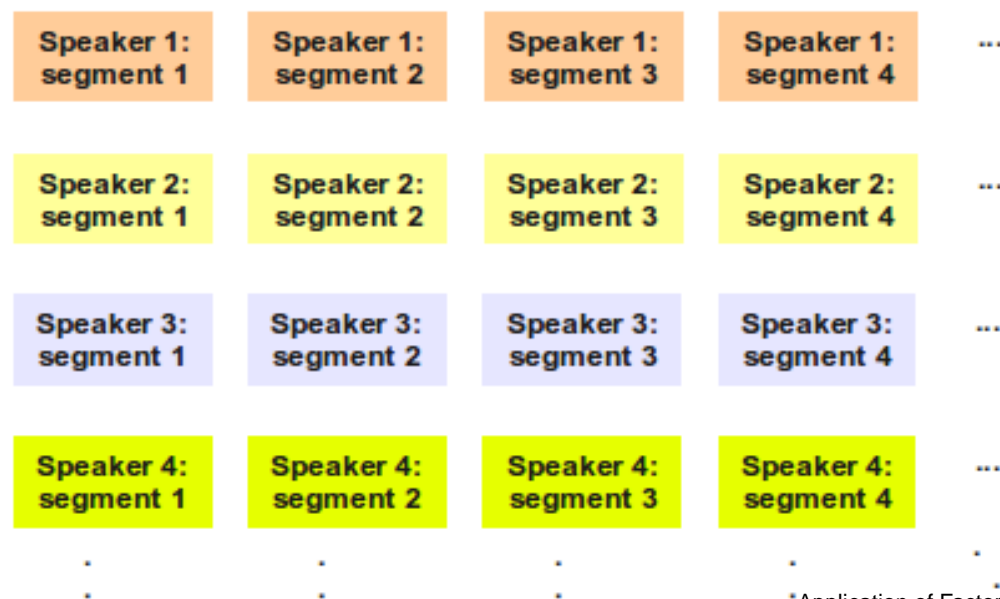 Speaker 1: Speaker 1: Speaker 1: Speaker 1: ...
segment 1 segment 2 segment 3 segment 4
Speaker 2: Speaker 2: Speaker 2: Speaker 2: ...
segment 1 segment 2 segment 3 segment 4
Speaker 3: Speaker 3: Speaker 3: Speaker 3: ...
segment 1 segment 2 segment 3 segment 4
Speaker 4: Speaker 4: Speaker 4: Speaker 4: ...
segment 1 segment 2 segment 3 segment 4
Application of